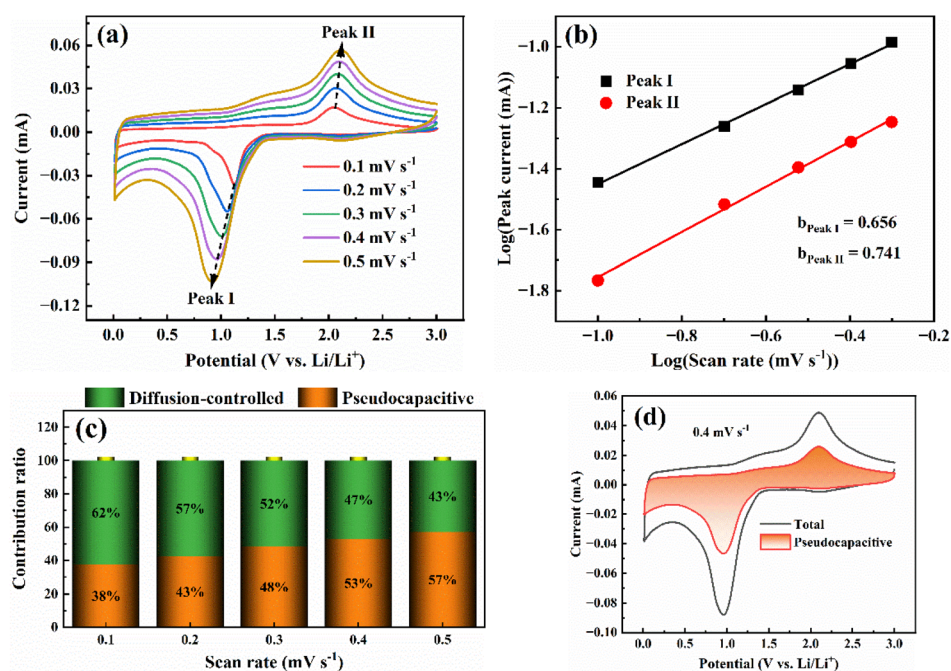 (a)
Peak II
0.06
0.03
0.00
−0.03
−0.06
−0.09
−0.12
Current (mA)
0.1 mV s⁻¹
0.2 mV s⁻¹
0.3 mV s⁻¹
0.4 mV s⁻¹
0.5 mV s⁻¹
Peak I
0.0 0.5 1.0 1.5 2.0 2.5 3.0
Potential (V vs. Li/Li⁺)
(b)
−1.0
−1.2
−1.4
−1.6
−1.8
Log(Peak current (mA))
Peak I
Peak II
bPeak I = 0.656
bPeak II = 0.741
−1.0 −0.8 −0.6 −0.4 −0.2
Log(Scan rate (mV s⁻¹)
Diffusion-controlled Pseudocapacitive
(c)
120
100
80
60
40
20
0
Contribution ratio
62% 57% 52% 47% 43%
38% 43% 48% 53% 57%
0.1 0.2 0.3 0.4 0.5
Scan rate (mV s⁻¹)
(d)
0.4 mV s⁻¹
0.06
0.04
0.02
0.00
−0.02
−0.04
−0.06
−0.08
−0.10
Current (mA)
Total
Pseudocapacitive
0.0 0.5 1.0 1.5 2.0 2.5 3.0
Potential (V vs. Li/Li⁺)